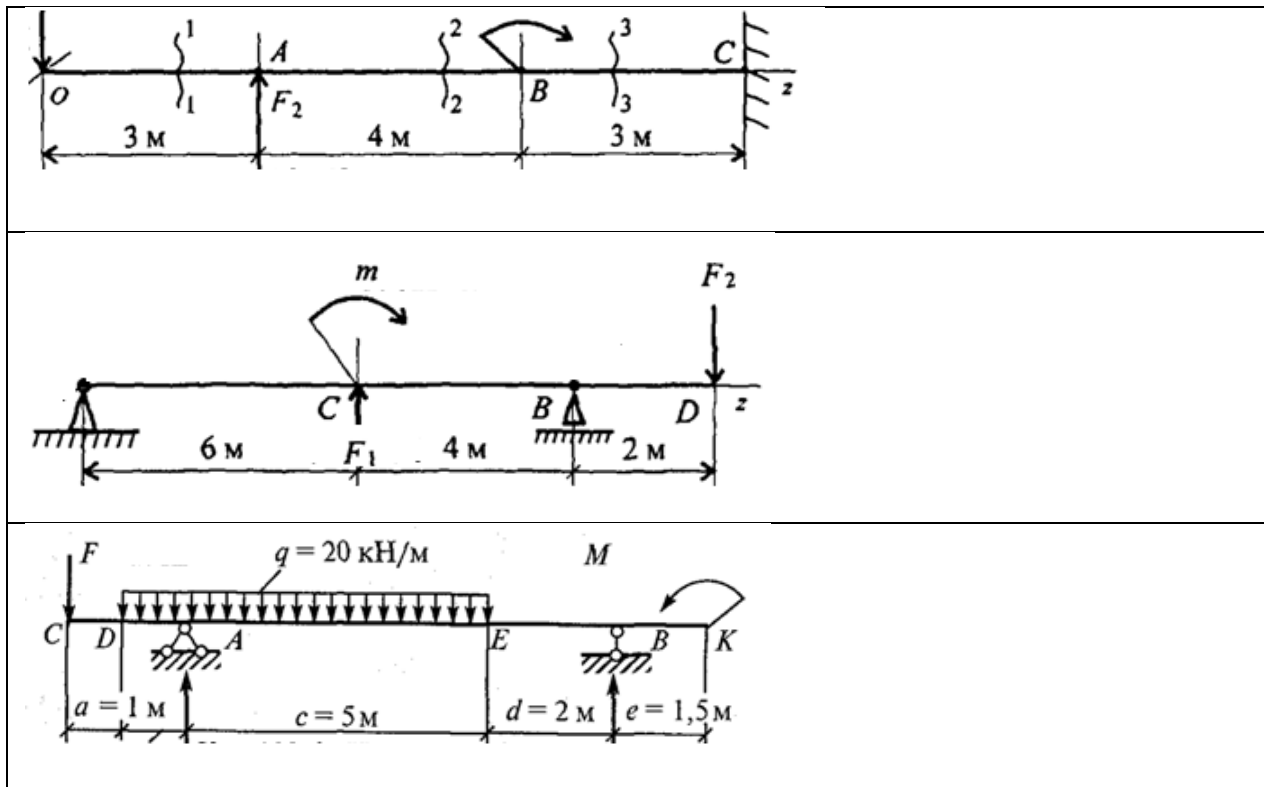 1 2 3
A C
O 1 F₂ 2 B 3 z
3 м 4 м 3 м
m F₂
C B D z
6 м F₁ 4 м 2 м
F q = 20 кН/м M
C D A E B K
a = 1 м c = 5 м d = 2 м e = 1,5 м